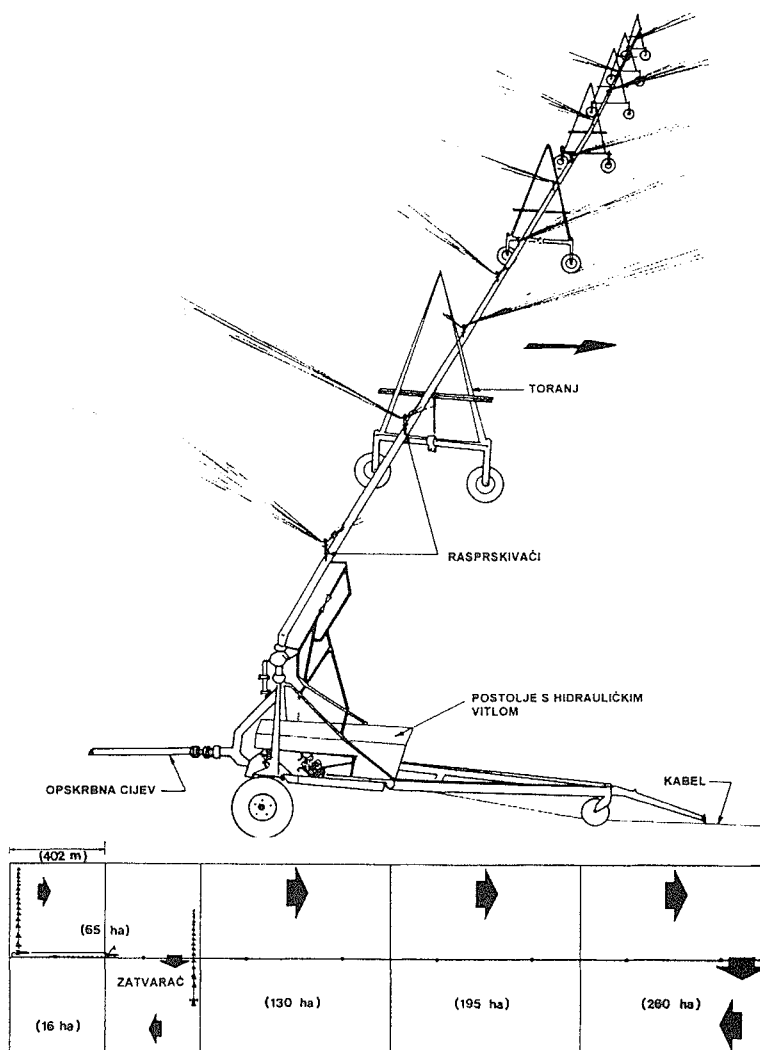 TORANJ
RASPRSKIVAČI
POSTOLJE S HIDRAULIČKIM
VITLOM
OPSKRBNA CIJEV
KABEL
(402 m)
(65 ha)
ZATVARAČ
(16 ha)
(130 ha)
(195 ha)
(260 ha)